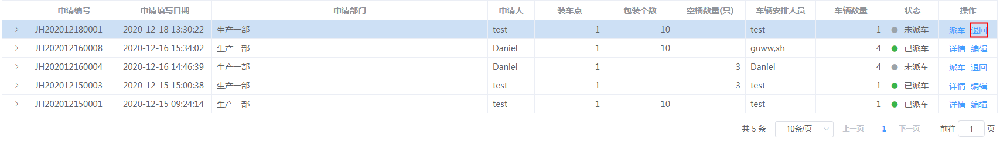 申请编号 申请填写日期 申请部门 申请人 装车点 包装个数 空桶数量(只) 车辆安排人员 车辆数量 状态 操作
JH202012180001 2020-12-18 13:30:22 生产一部 test 1 10 test 1 未派车 派车 退回
JH202012160008 2020-12-16 15:34:02 生产一部 Daniel 1 10 guww,xh 4 已派车 详情 编辑
JH202012160004 2020-12-16 14:46:39 生产一部 Daniel 1 3 Daniel 4 未派车 派车 退回
JH202012150003 2020-12-15 15:00:38 生产一部 test 1 3 test 1 已派车 详情 编辑
JH202012150001 2020-12-15 09:24:14 生产一部 test 1 10 test 1 已派车 详情 编辑
共 5 条 10条/页 上一页 1 下一页 前往 1 页